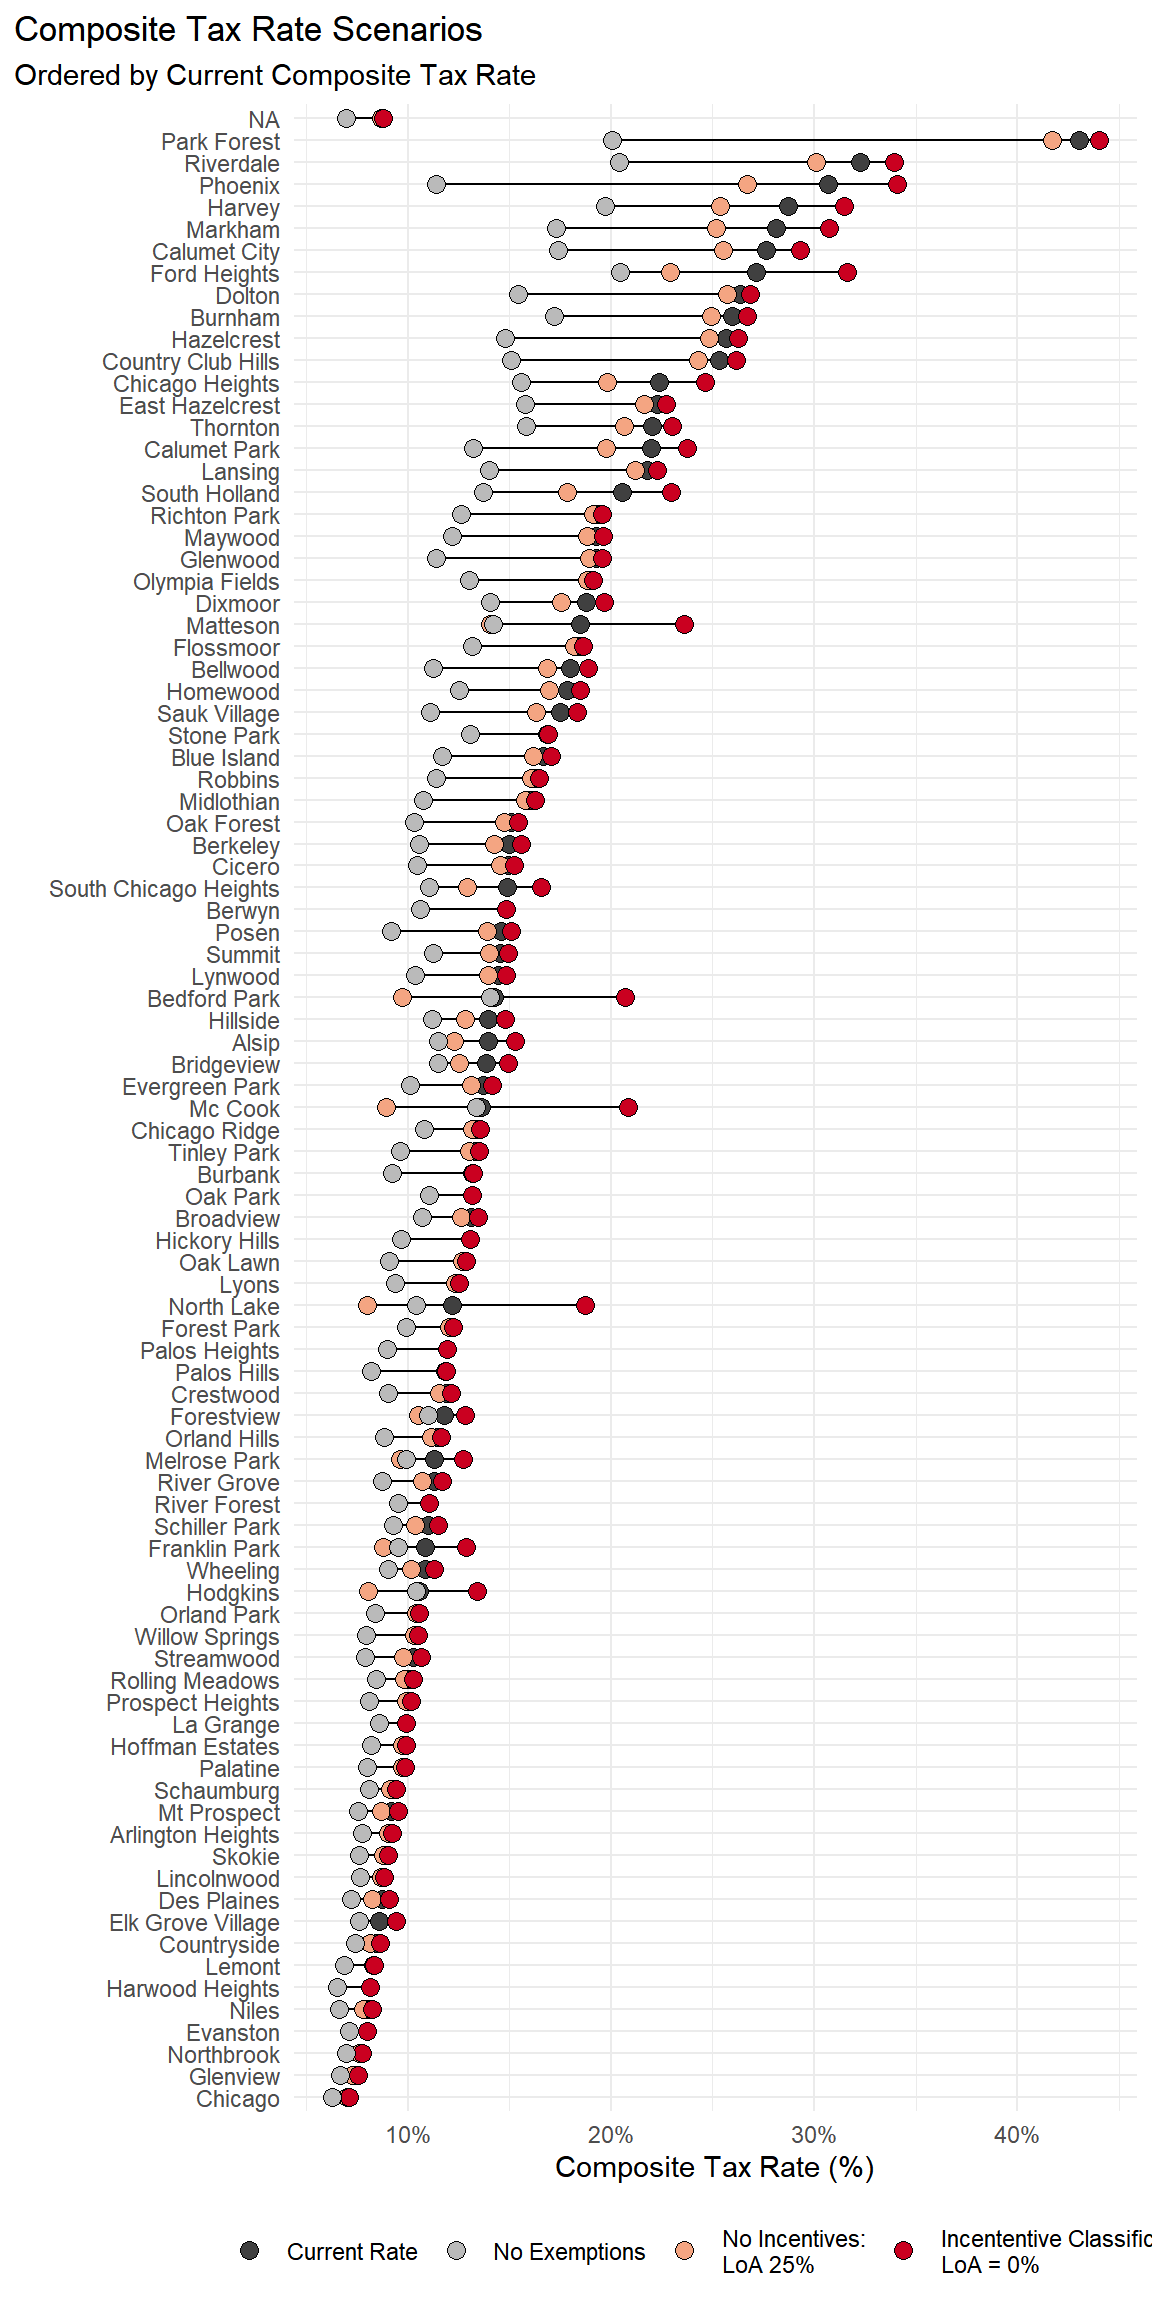 Composite Tax Rate Scenarios
Ordered by Current Composite Tax Rate
NA
Park Forest
Riverdale
Phoenix
Harvey
Markham
Calumet City
Ford Heights
Dolton
Burnham
Hazelcrest
Country Club Hills
Chicago Heights
East Hazelcrest
Thornton
Calumet Park
Lansing
South Holland
Richton Park
Maywood
Glenwood
Olympia Fields
Dixmoor
Matteson
Flossmoor
Bellwood
Homewood
Sauk Village
Stone Park
Blue Island
Robbins
Midlothian
Oak Forest
Berkeley
Cicero
South Chicago Heights
Berwyn
Posen
Summit
Lynwood
Bedford Park
Hillside
Alsip
Bridgeview
Evergreen Park
Mc Cook
Chicago Ridge
Tinley Park
Burbank
Oak Park
Broadview
Hickory Hills
Oak Lawn
Lyons
North Lake
Forest Park
Palos Heights
Palos Hills
Crestwood
Forestview
Orland Hills
Melrose Park
River Grove
River Forest
Schiller Park
Franklin Park
Wheeling
Hodgkins
Orland Park
Willow Springs
Streamwood
Rolling Meadows
Prospect Heights
La Grange
Hoffman Estates
Palatine
Schaumburg
Mt Prospect
Arlington Heights
Skokie
Lincolnwood
Des Plaines
Elk Grove Village
Countryside
Lemont
Harwood Heights
Niles
Evanston
Northbrook
Glenview
Chicago
10% 20% 30% 40%
Composite Tax Rate (%)
Current Rate
No Exemptions
No Incentives:
LoA 25%
Incententive Classific
LoA = 0%